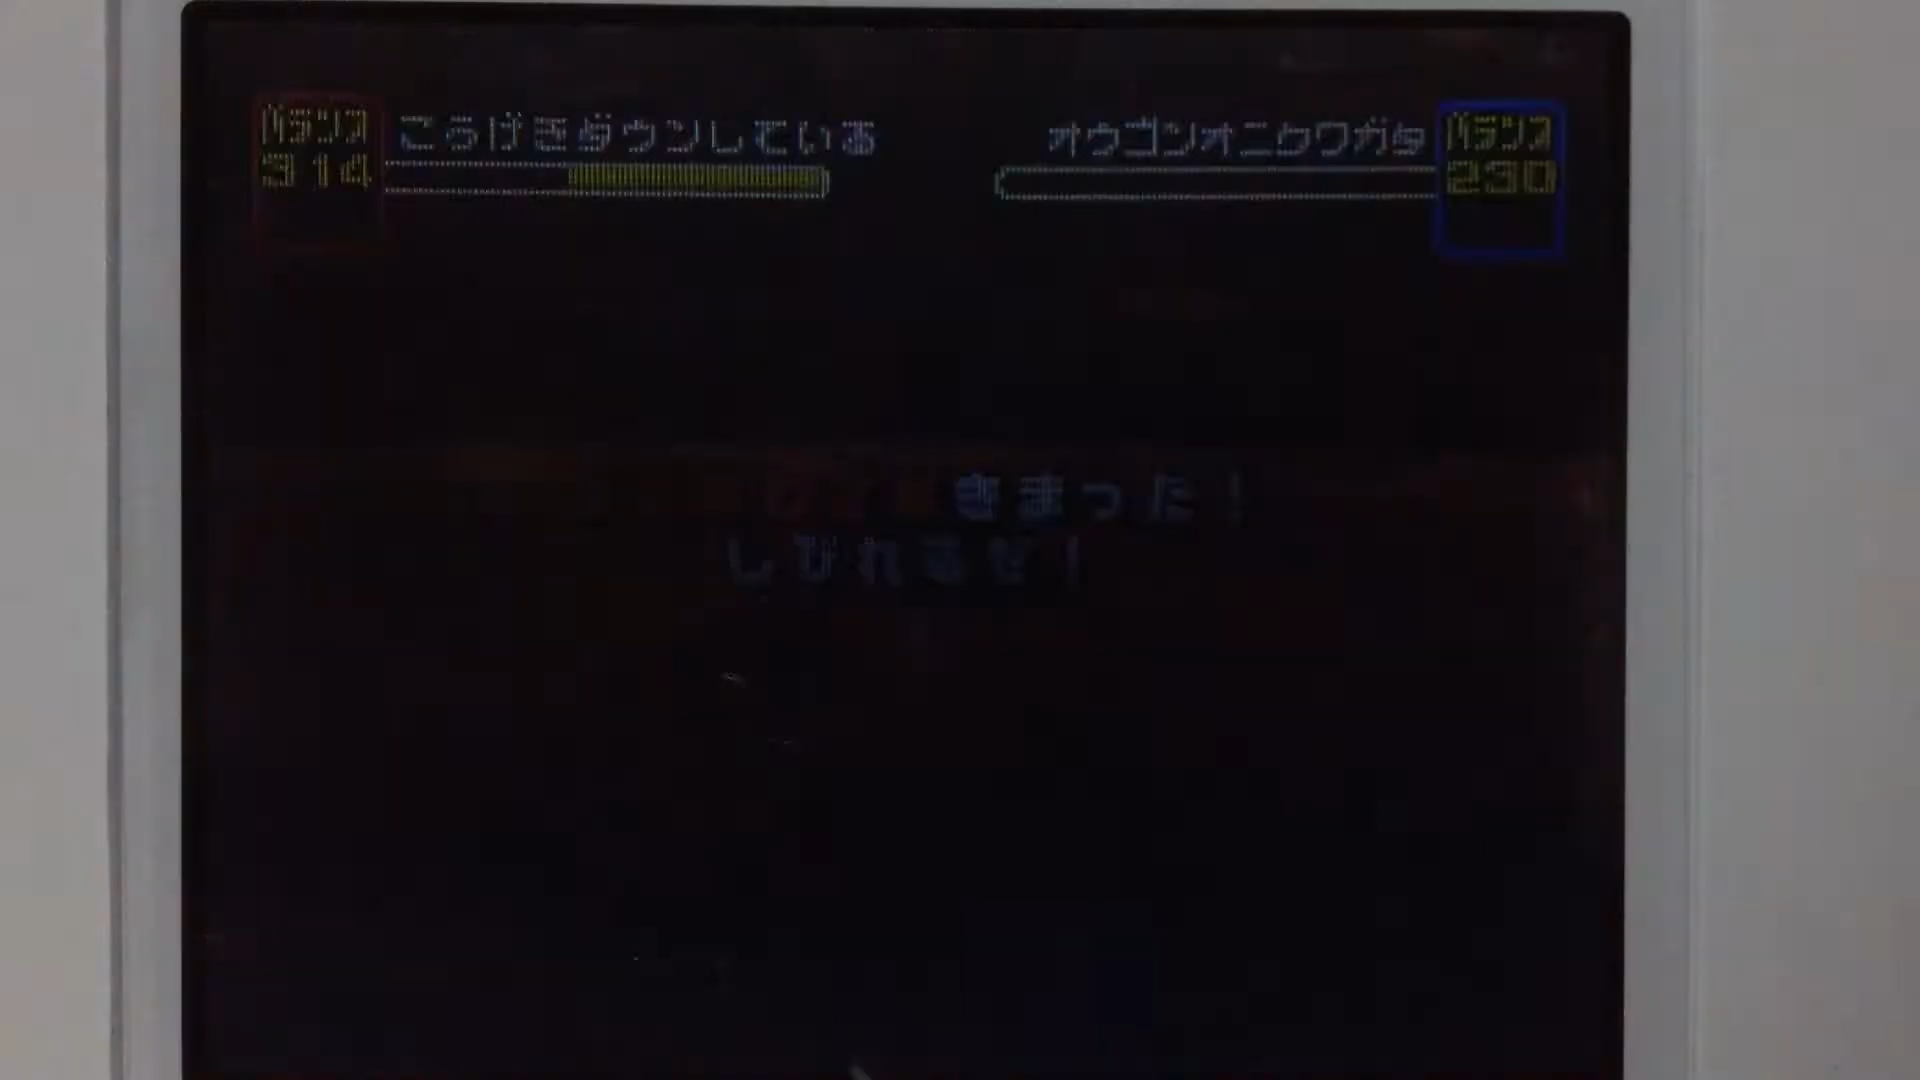 バランス
314
こうげきダウンしている
オウゴンオニクワガタ
バランス
230
きまった！
しびれるぜ！